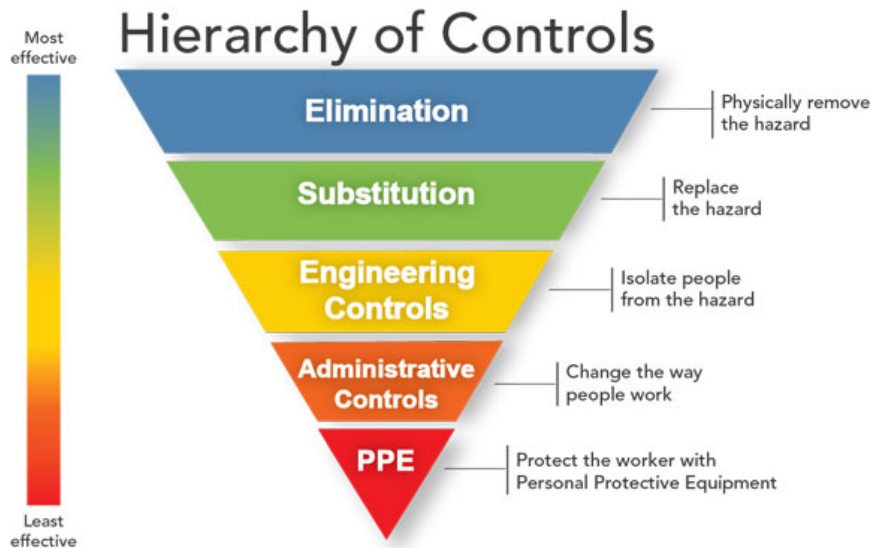 Hierarchy of Controls
Most
effective
Elimination
Physically remove
the hazard
Substitution
Replace
the hazard
Engineering
Controls
Isolate people
from the hazard
Administrative
Controls
Change the way
people work
PPE
Protect the worker with
Personal Protective Equipment
Least
effective